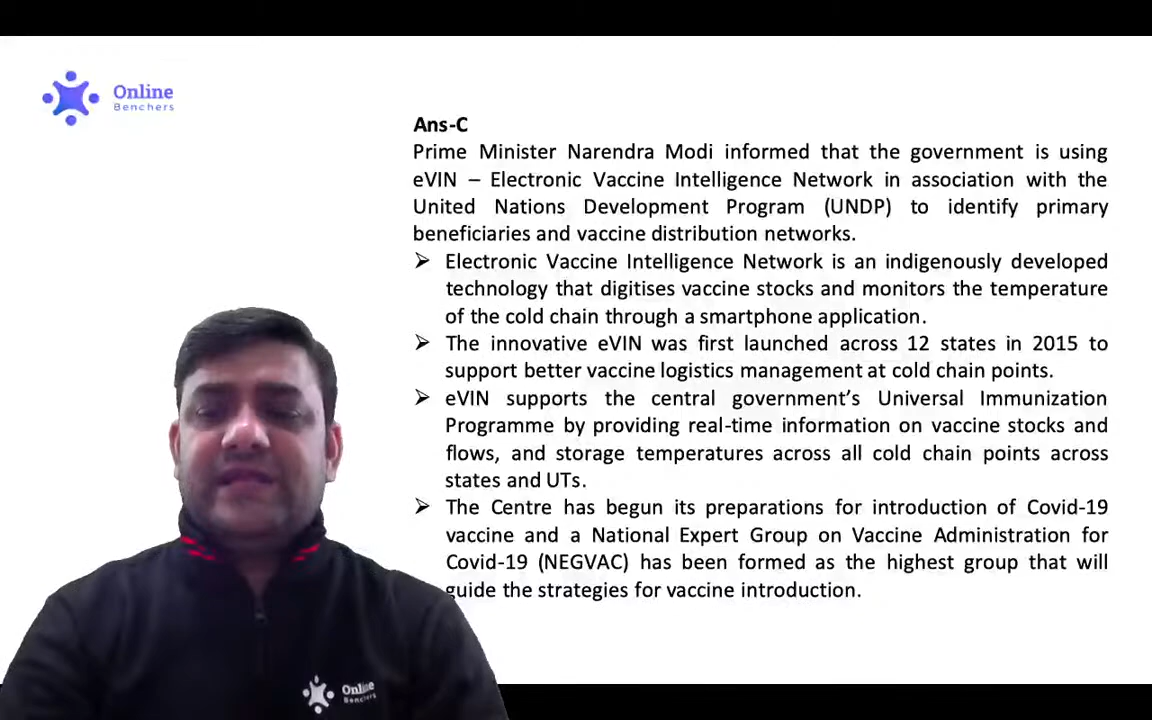 Online
Benchers
Ans-C
Prime Minister Narendra Modi informed that the government is using
eVIN – Electronic Vaccine Intelligence Network in association with the
United Nations Development Program (UNDP) to identify primary
beneficiaries and vaccine distribution networks.
➢ Electronic Vaccine Intelligence Network is an indigenously developed
technology that digitises vaccine stocks and monitors the temperature
of the cold chain through a smartphone application.
➢ The innovative eVIN was first launched across 12 states in 2015 to
support better vaccine logistics management at cold chain points.
➢ eVIN supports the central government’s Universal Immunization
Programme by providing real-time information on vaccine stocks and
flows, and storage temperatures across all cold chain points across
states and UTs.
➢ The Centre has begun its preparations for introduction of Covid-19
vaccine and a National Expert Group on Vaccine Administration for
Covid-19 (NEGVAC) has been formed as the highest group that will
guide the strategies for vaccine introduction.
Online
Benchers